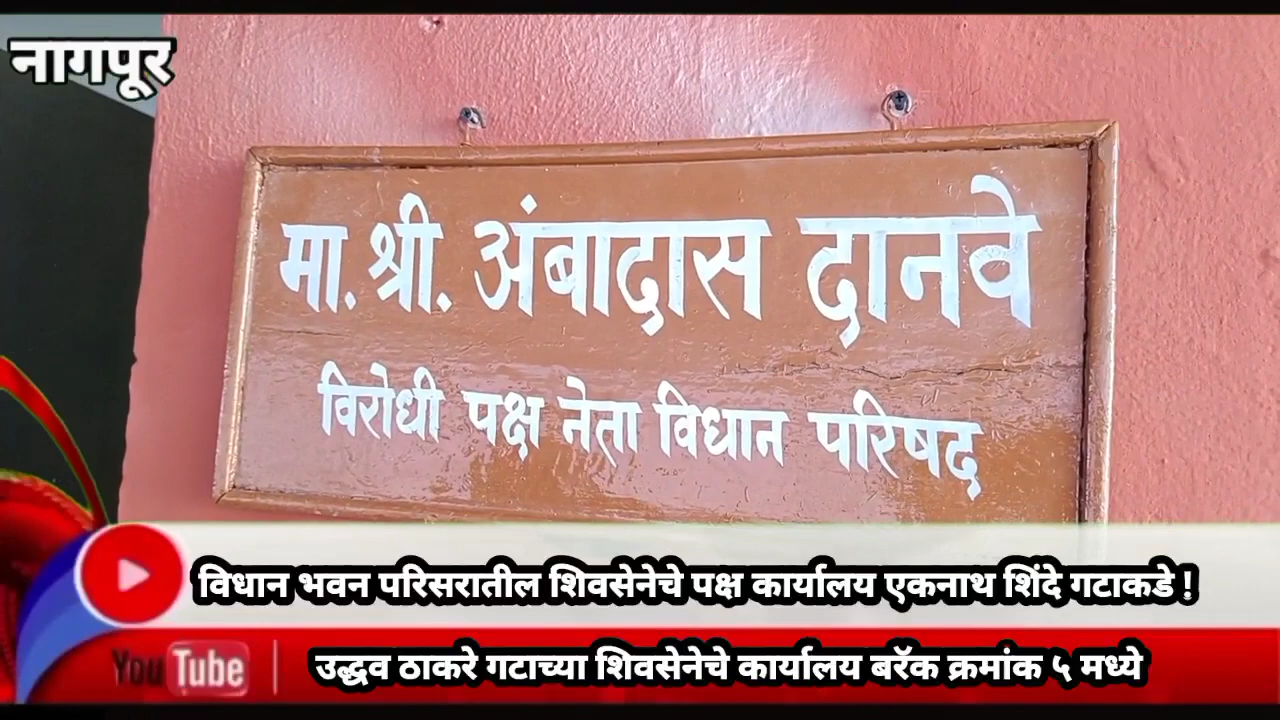 नागपूर
मा. श्री. अंबादास दानवे
विरोधी पक्ष नेता विधान परिषद
विधान भवन परिसरातील शिवसेनेचे पक्ष कार्यालय एकनाथ शिंदे गटाकडे !
YouTube
उद्धव ठाकरे गटाच्या शिवसेनेचे कार्यालय बरॅक क्रमांक ५ मध्ये